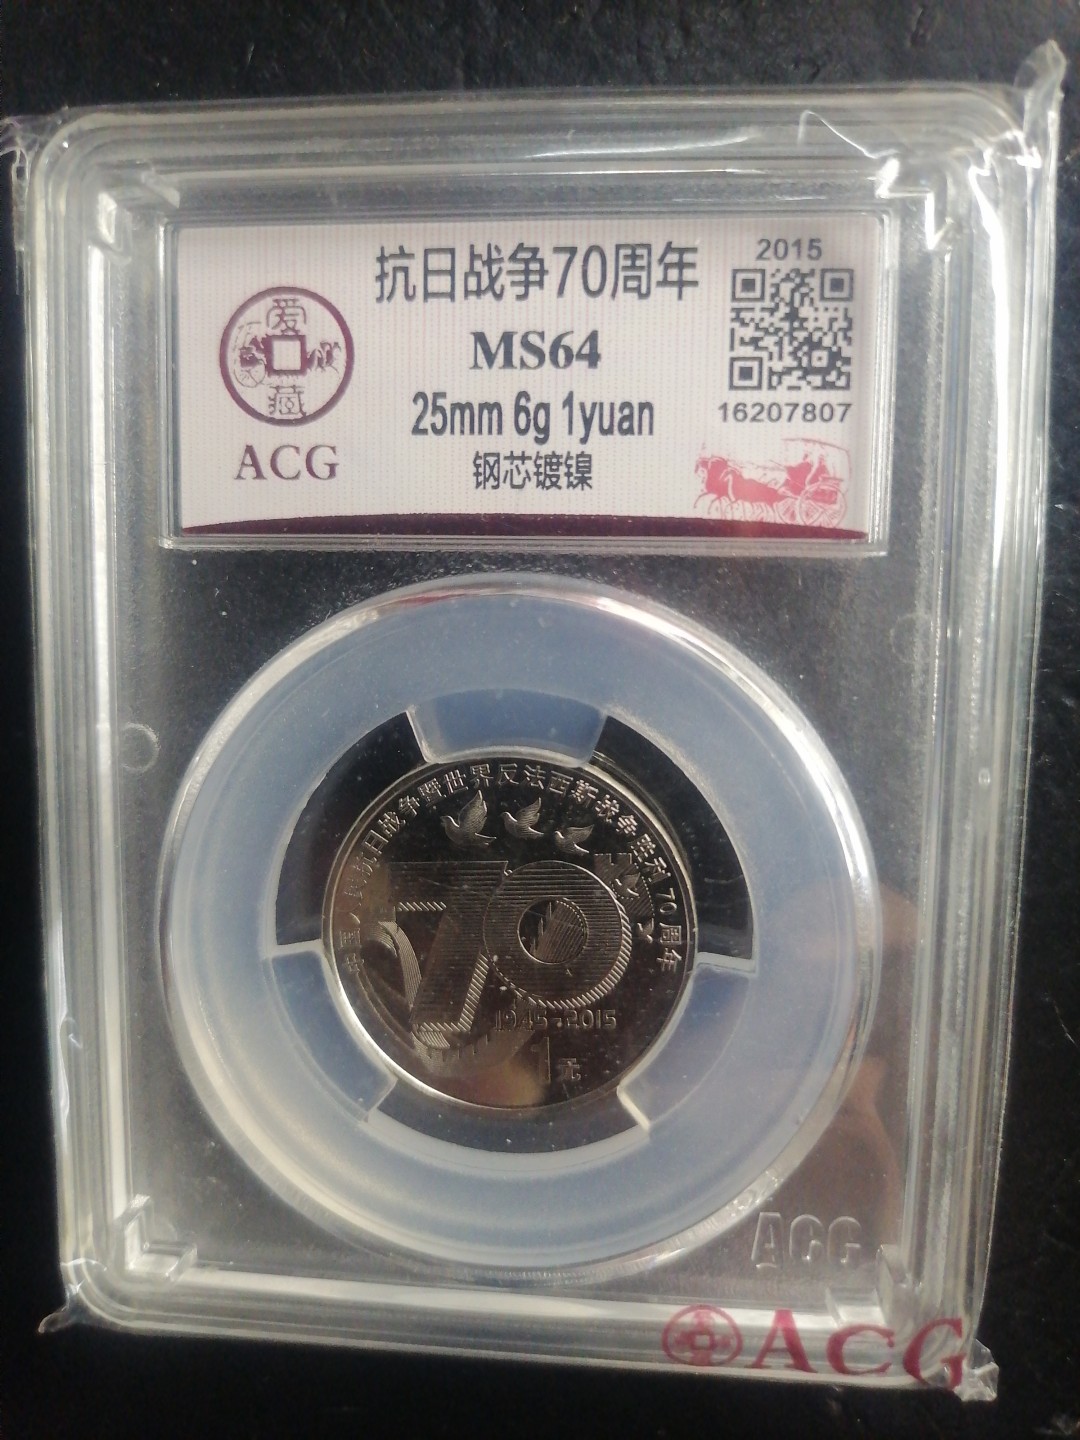 抗日战争70周年
2015
MS64
25mm 6g 1yuan
16207807
钢芯镀镍
爱藏
ACG
中国人民抗日战争暨世界反法西斯战争胜利70周年
1945-2015
1元
ACG
ACG